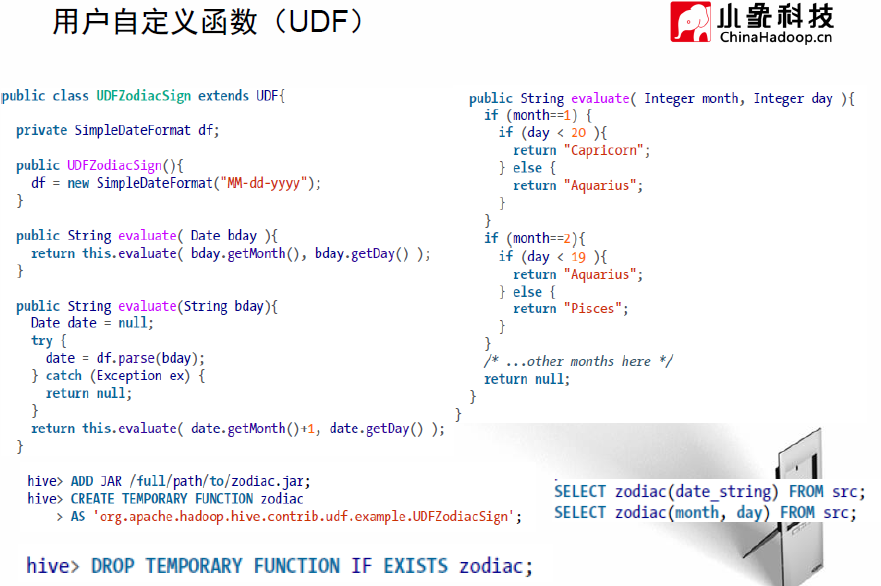 用户自定义函数（UDF）
小象科技
ChinaHadoop.cn
public class UDFZodiacSign extends UDF{
private SimpleDateFormat df;
public UDFZodiacSign(){
df = new SimpleDateFormat("MM-dd-yyyy");
}
public String evaluate( Date bday ){
return this.evaluate( bday.getMonth(), bday.getDay() );
}
public String evaluate(String bday){
Date date = null;
try {
date = df.parse(bday);
} catch (Exception ex) {
return null;
}
return this.evaluate( date.getMonth()+1, date.getDay() );
}
public String evaluate( Integer month, Integer day ){
if (month==1) {
if (day < 20 ){
return "Capricorn";
} else {
return "Aquarius";
}
}
if (month==2){
if (day < 19 ){
return "Aquarius";
} else {
return "Pisces";
}
}
/* ...other months here */
return null;
}
}
hive> ADD JAR /full/path/to/zodiac.jar;
hive> CREATE TEMPORARY FUNCTION zodiac
> AS 'org.apache.hadoop.hive.contrib.udf.example.UDFZodiacSign';
SELECT zodiac(date_string) FROM src;
SELECT zodiac(month, day) FROM src;
hive> DROP TEMPORARY FUNCTION IF EXISTS zodiac;